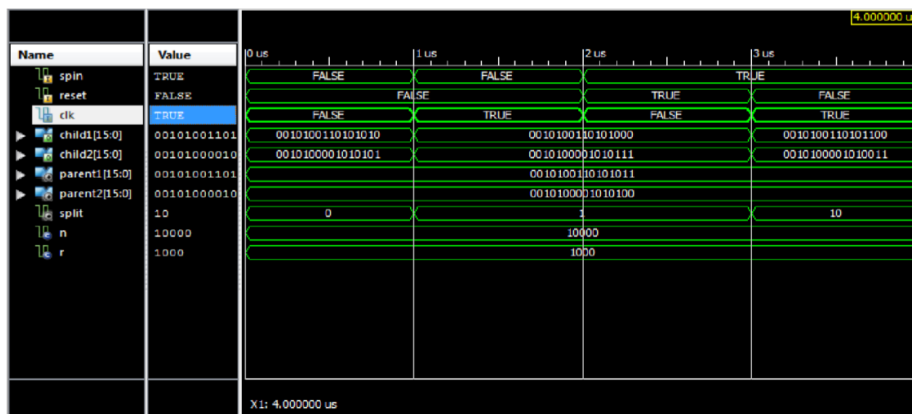 4.000000 u
Name Value 0 us 1 us 2 us 3 us
spin TRUE FALSE FALSE TRUE
reset FALSE FALSE TRUE FALSE
clk TRUE FALSE TRUE FALSE TRUE
child1[15:0] 00101001101 0010100110101010 0010100110101000 0010100110101100
child2[15:0] 00101000010 0010100001010101 0010100001010111 0010100001010011
parent1[15:0] 00101001101 0010100110101011
parent2[15:0] 00101000010 0010100001010100
split 10 0 1 10
n 10000 10000
r 1000 1000
X1: 4.000000 us